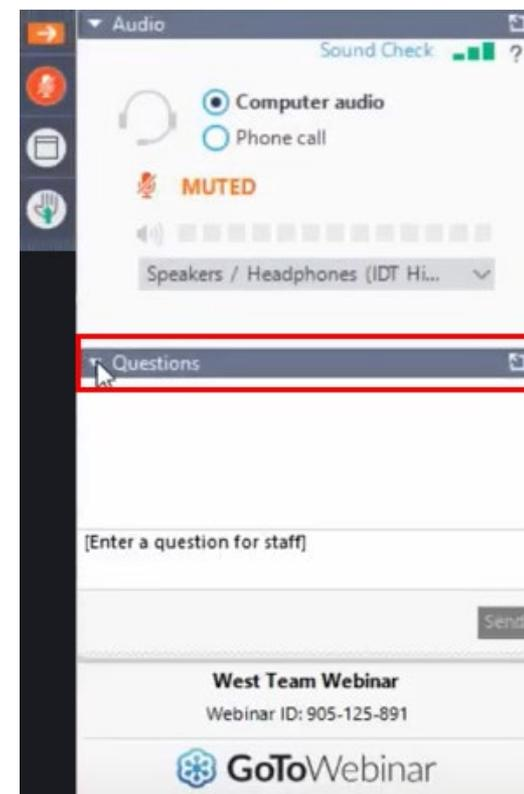 Audio
Sound Check ?
Computer audio
Phone call
MUTED
Speakers / Headphones (IDT Hi...
Questions
[Enter a question for staff]
Send
West Team Webinar
Webinar ID: 905-125-891
GoToWebinar